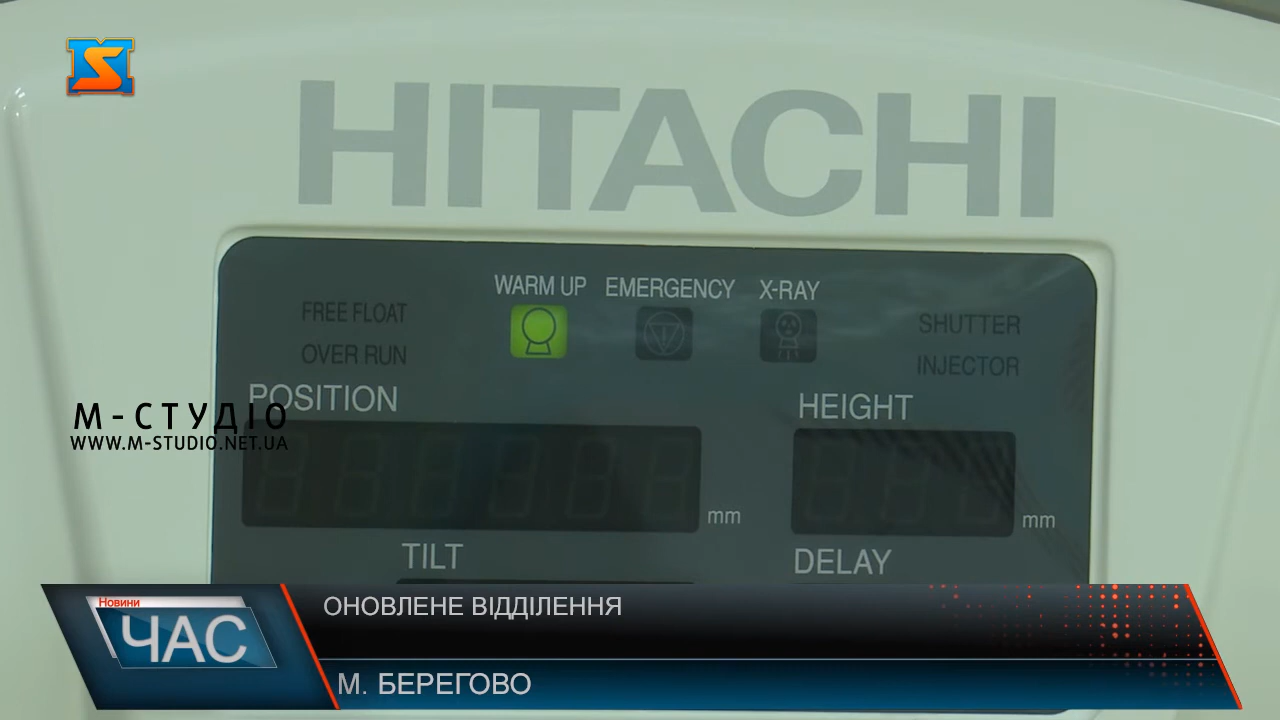 HITACHI
WARM UP EMERGENCY X-RAY
FREE FLOAT
OVER RUN
SHUTTER
INJECTOR
POSITION
HEIGHT
М-СТУДІО
WWW.M-STUDIO.NET.UA
mm
mm
TILT
DELAY
Новини
ЧАС
ОНОВЛЕНЕ ВІДДІЛЕННЯ
М. БЕРЕГОВО